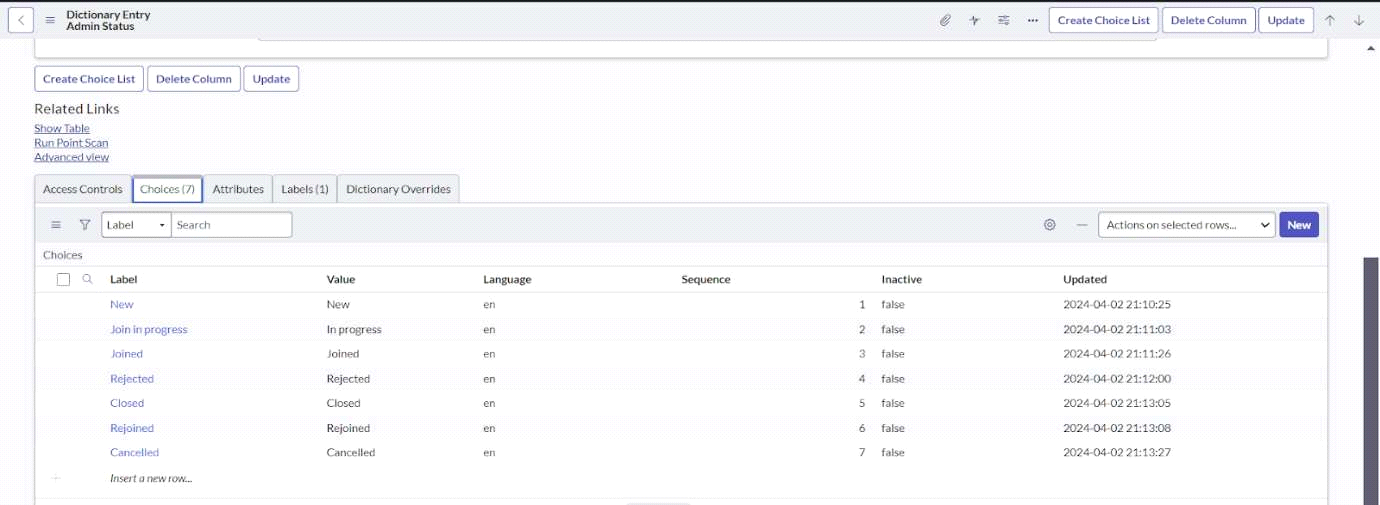 Dictionary Entry
Admin Status
Create Choice List Delete Column Update
Create Choice List Delete Column Update
Related Links
Show Table
Run Point Scan
Advanced view
Access Controls Choices (7) Attributes Labels (1) Dictionary Overrides
Label Search Actions on selected rows... New
Choices
Label Value Language Sequence Inactive Updated
New New en 1 false 2024-04-02 21:10:25
Join in progress In progress en 2 false 2024-04-02 21:11:03
Joined Joined en 3 false 2024-04-02 21:11:26
Rejected Rejected en 4 false 2024-04-02 21:12:00
Closed Closed en 5 false 2024-04-02 21:13:05
Rejoined Rejoined en 6 false 2024-04-02 21:13:08
Cancelled Cancelled en 7 false 2024-04-02 21:13:27
Insert a new row...